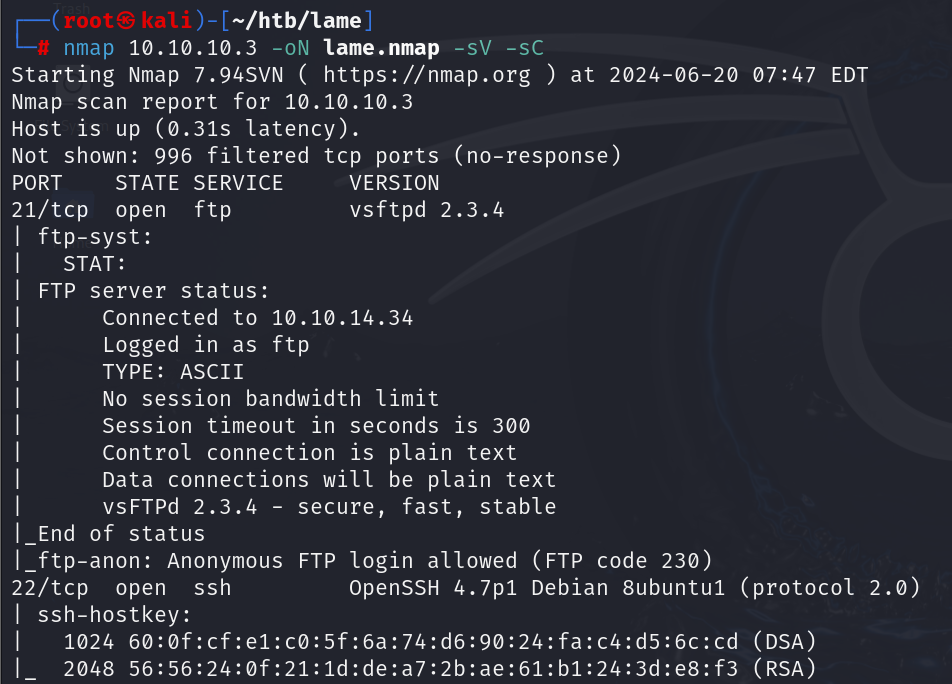 Trash
┌──(root㉿kali)-[~/htb/lame]
└─# nmap 10.10.10.3 -oN lame.nmap -sV -sC
Starting Nmap 7.94SVN ( https://nmap.org ) at 2024-06-20 07:47 EDT
Nmap scan report for 10.10.10.3
Host is up (0.31s latency).
Not shown: 996 filtered tcp ports (no-response)
PORT    STATE SERVICE     VERSION
21/tcp  open  ftp         vsftpd 2.3.4
| ftp-syst:
|   STAT:
| FTP server status:
|      Connected to 10.10.14.34
|      Logged in as ftp
|      TYPE: ASCII
|      No session bandwidth limit
|      Session timeout in seconds is 300
|      Control connection is plain text
|      Data connections will be plain text
|      vsFTPd 2.3.4 - secure, fast, stable
|_End of status
|_ftp-anon: Anonymous FTP login allowed (FTP code 230)
22/tcp  open  ssh         OpenSSH 4.7p1 Debian 8ubuntu1 (protocol 2.0)
| ssh-hostkey:
|   1024 60:0f:cf:e1:c0:5f:6a:74:d6:90:24:fa:c4:d5:6c:cd (DSA)
|_  2048 56:56:24:0f:21:1d:de:a7:2b:ae:61:b1:24:3d:e8:f3 (RSA)